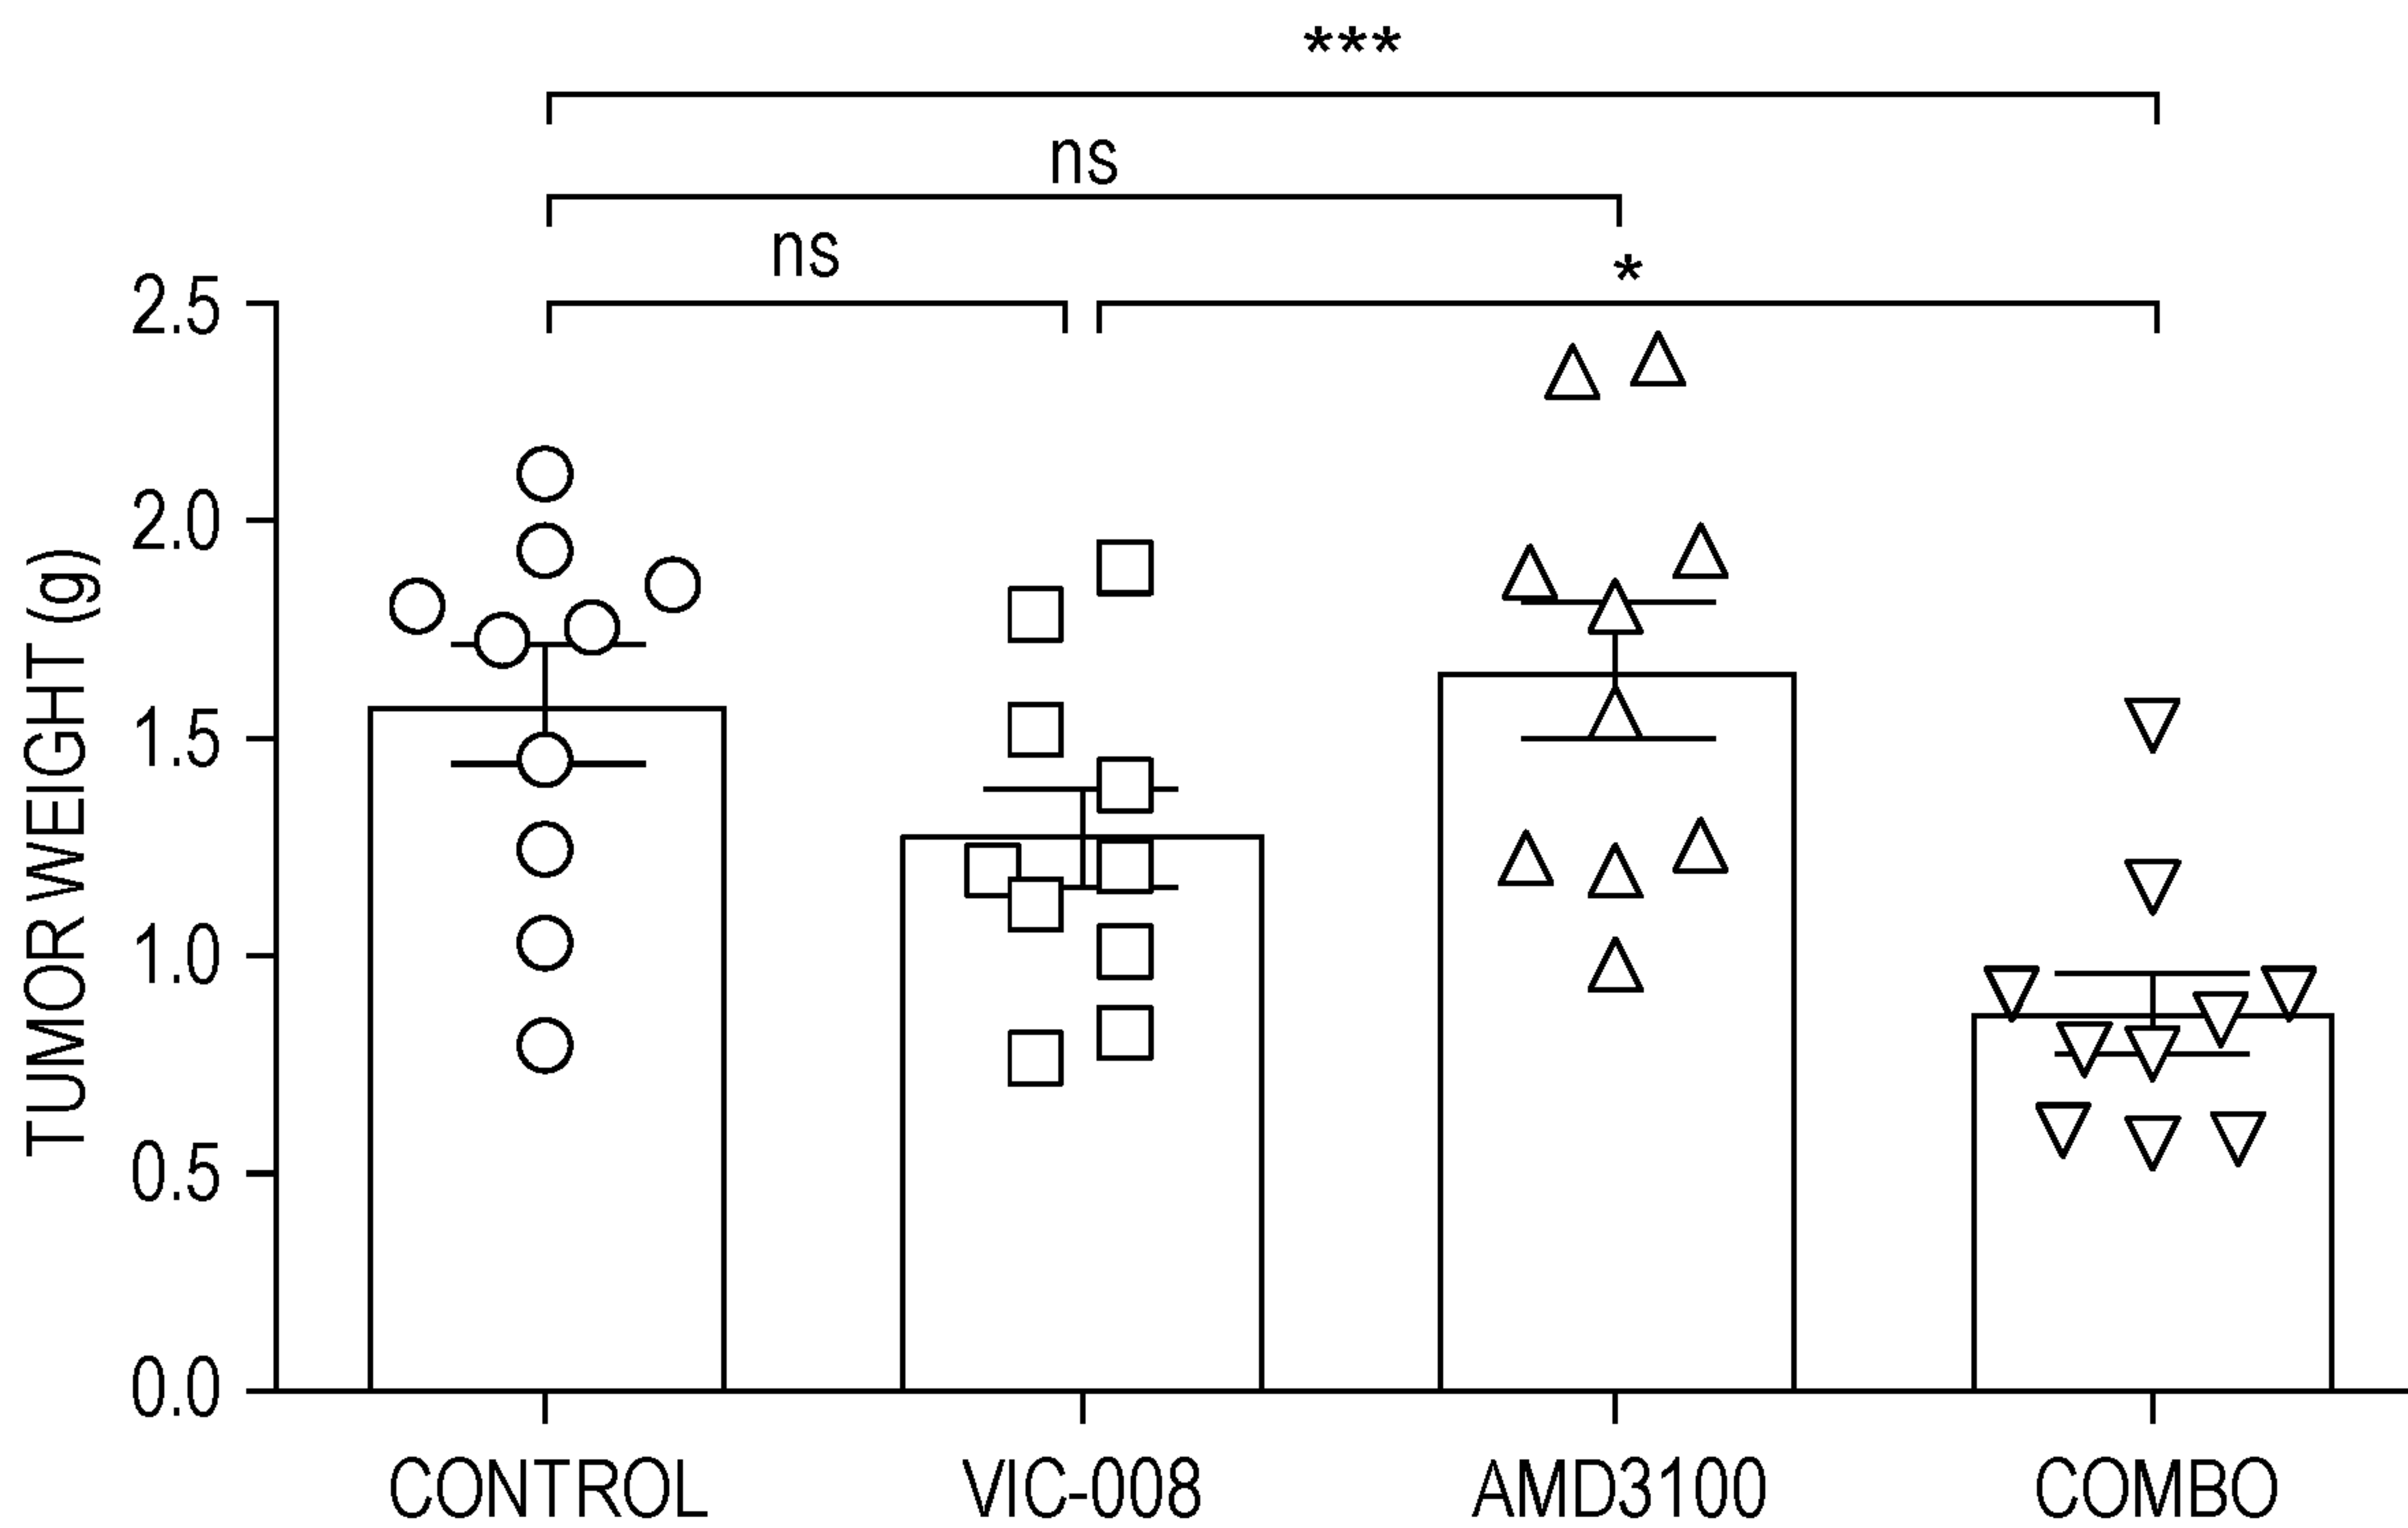 ***
ns
ns
*
2.5
2.0
1.5
1.0
0.5
0.0
TUMOR WEIGHT (g)
CONTROL
VIC-008
AMD3100
COMBO